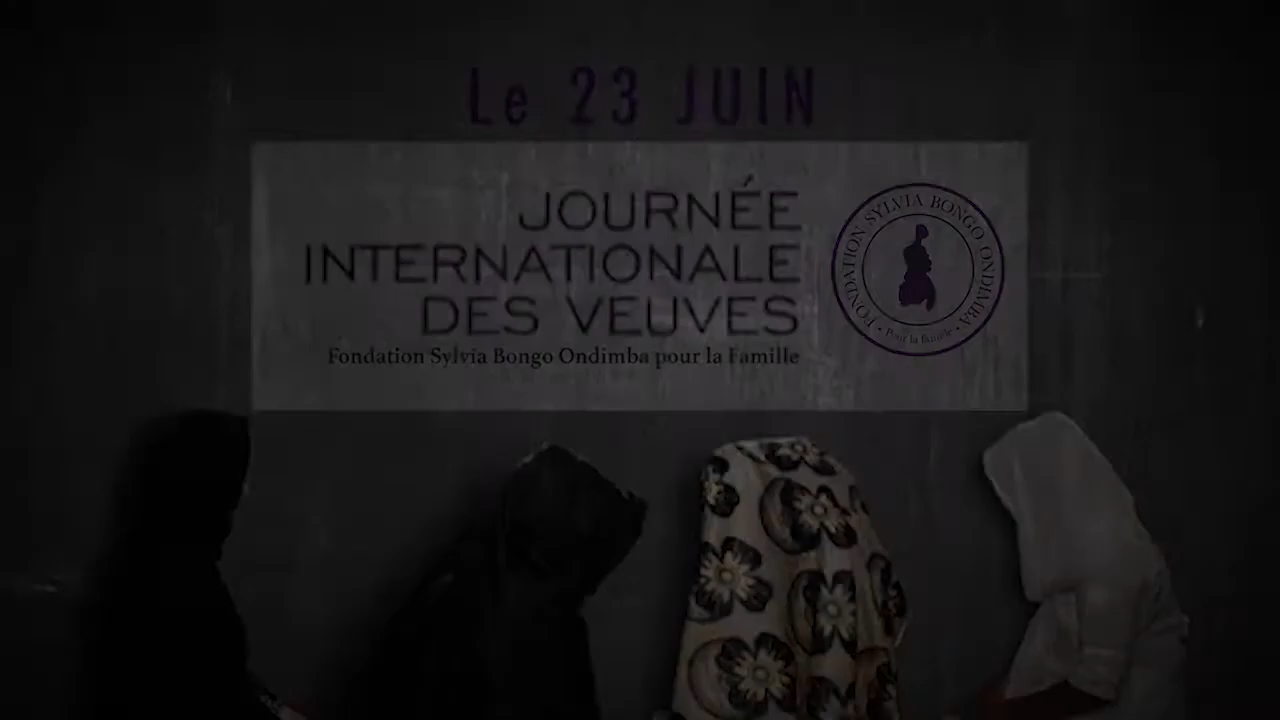 Le 23 JUIN
JOURNÉE
INTERNATIONALE
DES VEUVES
Fondation Sylvia Bongo Ondimba pour la Famille
FONDATION SYLVIA BONGO ONDIMBA
• Pour la famille •